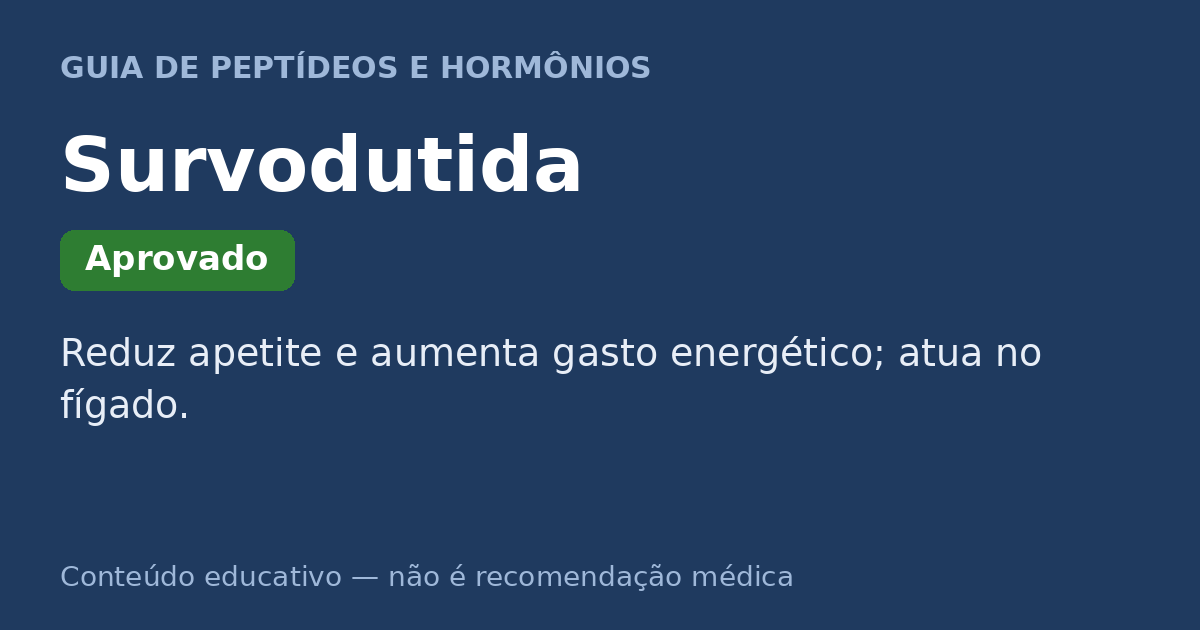 GUIA DE PEPTÍDEOS E HORMÔNIOS
Survodutida
Aprovado
Reduz apetite e aumenta gasto energético; atua no
fígado.
Conteúdo educativo — não é recomendação médica